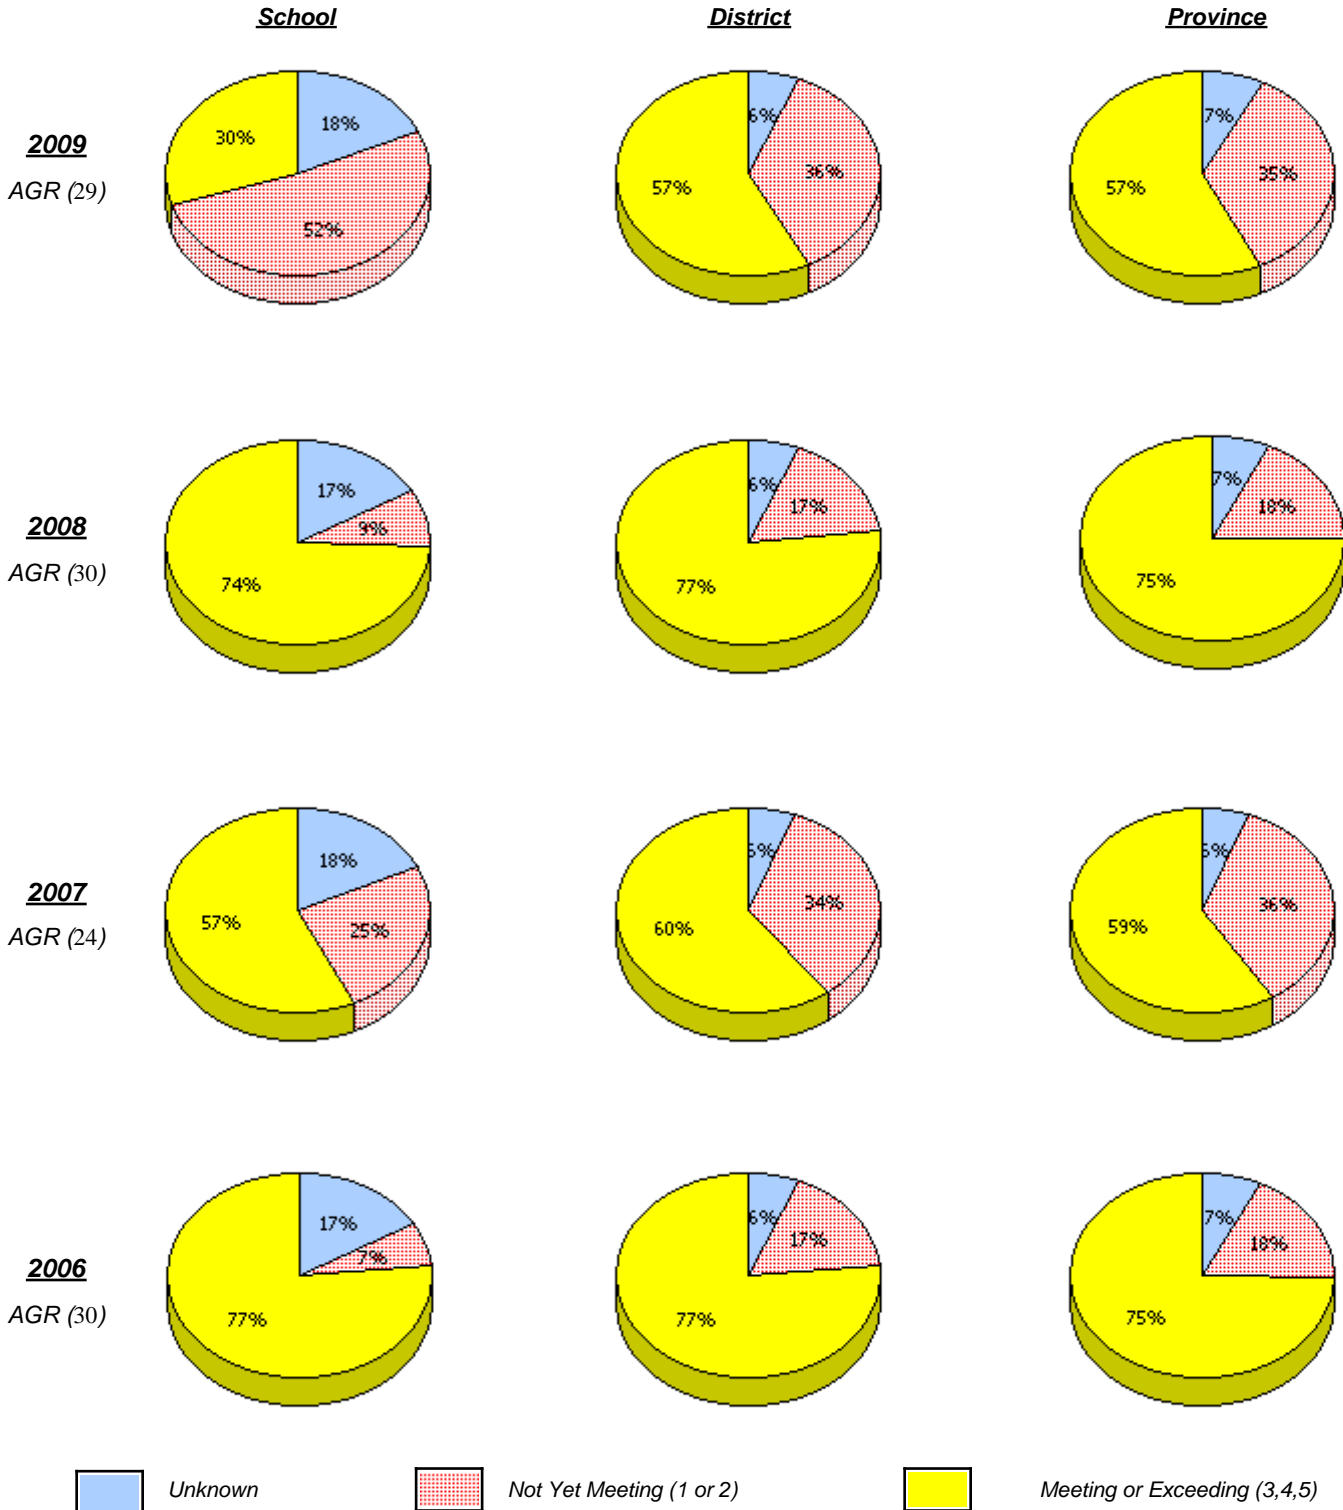 School District Province
2009
AGR (29)
30% 18% 52%
57% 6% 36%
57% 7% 35%
2008
AGR (30)
74% 17% 9%
77% 6% 17%
75% 7% 18%
2007
AGR (24)
57% 18% 25%
60% 34%
59% 36%
2006
AGR (30)
77% 17% 7%
77% 6% 17%
75% 7% 18%
Unknown Not Yet Meeting (1 or 2) Meeting or Exceeding (3,4,5)